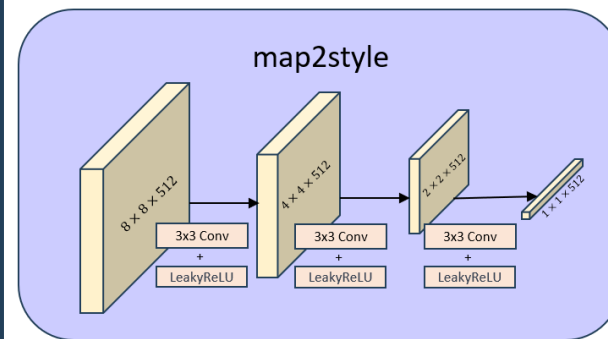 map2style
8 × 8 × 512
4 × 4 × 512
2 × 2 × 512
1 × 1 × 512
3x3 Conv
+
LeakyReLU
3x3 Conv
+
LeakyReLU
3x3 Conv
+
LeakyReLU